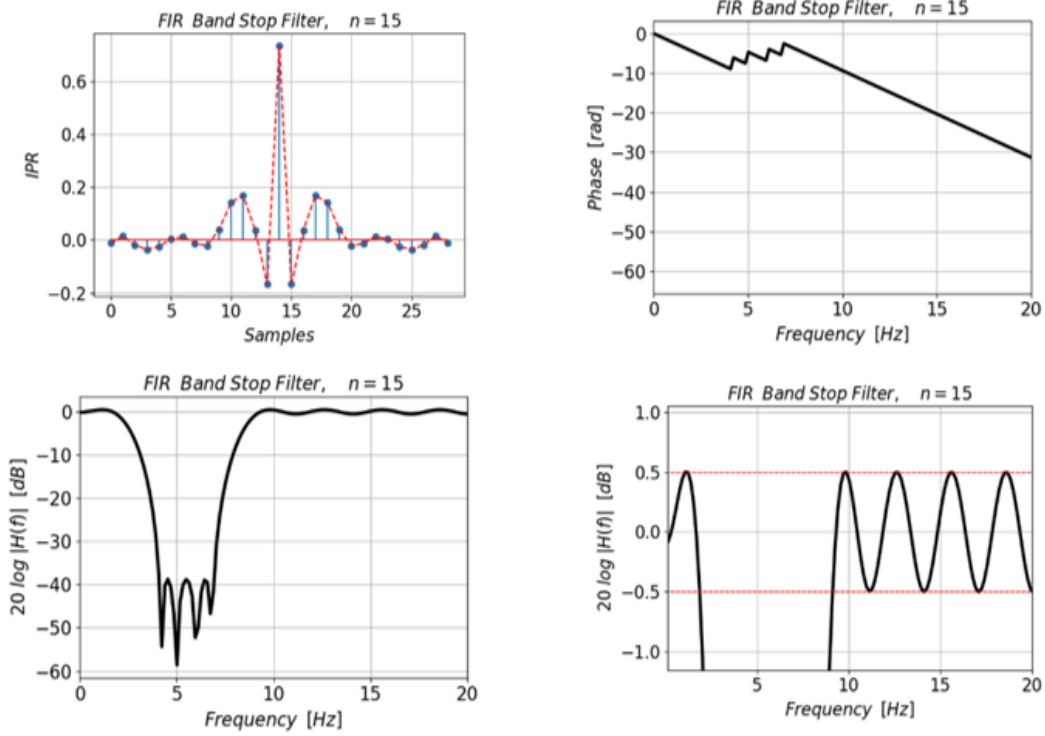 FIR Band Stop Filter, n = 15
0.6
0.4
0.2
0.0
−0.2
IPR
0 5 10 15 20 25
Samples
FIR Band Stop Filter, n = 15
0
−10
−20
−30
−40
−50
−60
Phase [rad]
0 5 10 15 20
Frequency [Hz]
FIR Band Stop Filter, n = 15
0
−10
−20
−30
−40
−50
−60
20 log |H(f)| [dB]
0 5 10 15 20
Frequency [Hz]
FIR Band Stop Filter, n = 15
1.0
0.5
0.0
−0.5
−1.0
20 log |H(f)| [dB]
5 10 15 20
Frequency [Hz]